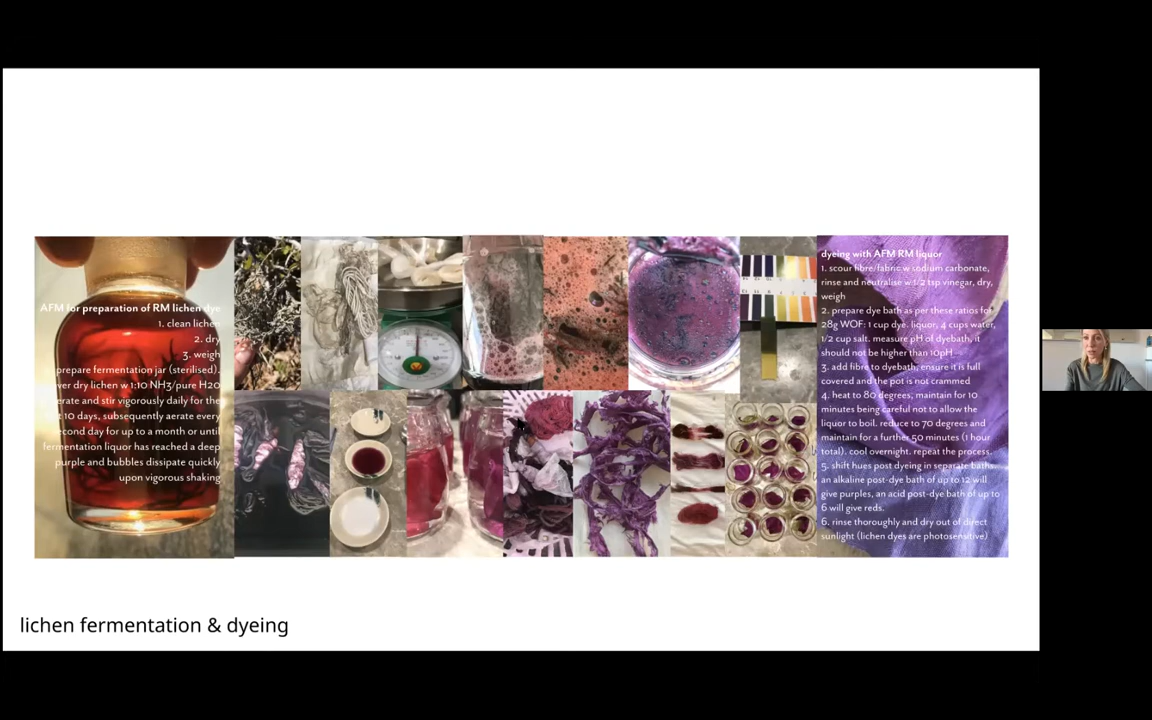 AFM for preparation of RM lichen dye
1. clean lichen
2. dry
3. weigh
prepare fermentation jar (sterilised).
dry lichen w 1:10 NH3/pure H20
and stir vigorously daily for the
10 days, subsequently aerate every
second day for up to a month or until
fermentation liquor has reached a deep
purple and bubbles dissipate quickly
upon vigorous shaking
dyeing with AFM RM liquor
1. scour fibre/fabric w sodium carbonate,
rinse and neutralise w 1/2 tsp vinegar, dry,
weigh
2. prepare dye bath as per these ratios for
28g WOF: 1 cup dye. liquor, 4 cups water,
1/2 cup salt. measure pH of dyebath, it
should not be higher than 10pH
3. add fibre to dyebath, ensure it is full
covered and the pot is not crammed
4. heat to 80 degrees, maintain for 10
minutes being careful not to allow the
liquor to boil. reduce to 70 degrees and
maintain for a further 50 minutes (1 hour
total). cool overnight. repeat the process.
5. shift hues post dyeing in separate baths.
an alkaline post-dye bath of up to 12 will
give purples, an acid post-dye bath of up to
6 will give reds.
6. rinse thoroughly and dry out of direct
sunlight (lichen dyes are photosensitive)
lichen fermentation & dyeing